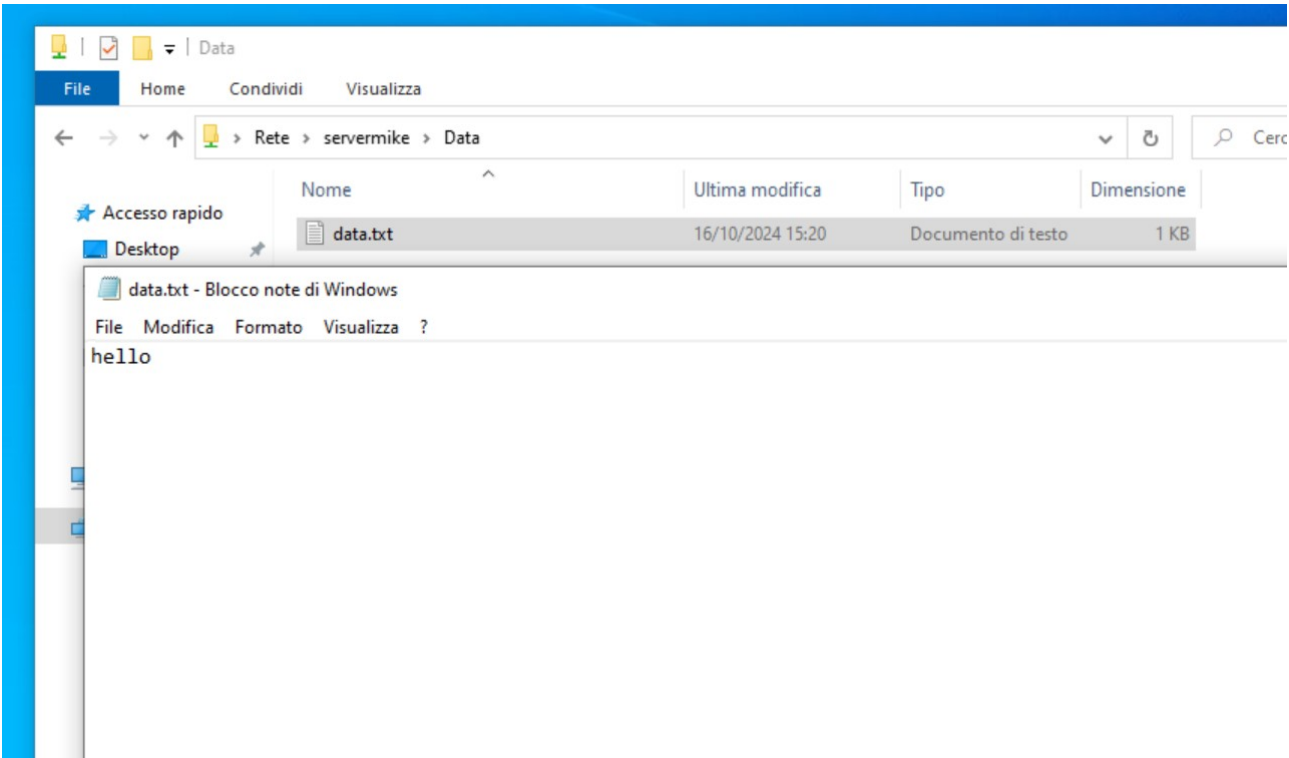 Data
File Home Condividi Visualizza
Rete > servermike > Data Cerc
Nome Ultima modifica Tipo Dimensione
Accesso rapido
data.txt 16/10/2024 15:20 Documento di testo 1 KB
Desktop
data.txt - Blocco note di Windows
File Modifica Formato Visualizza ?
hello